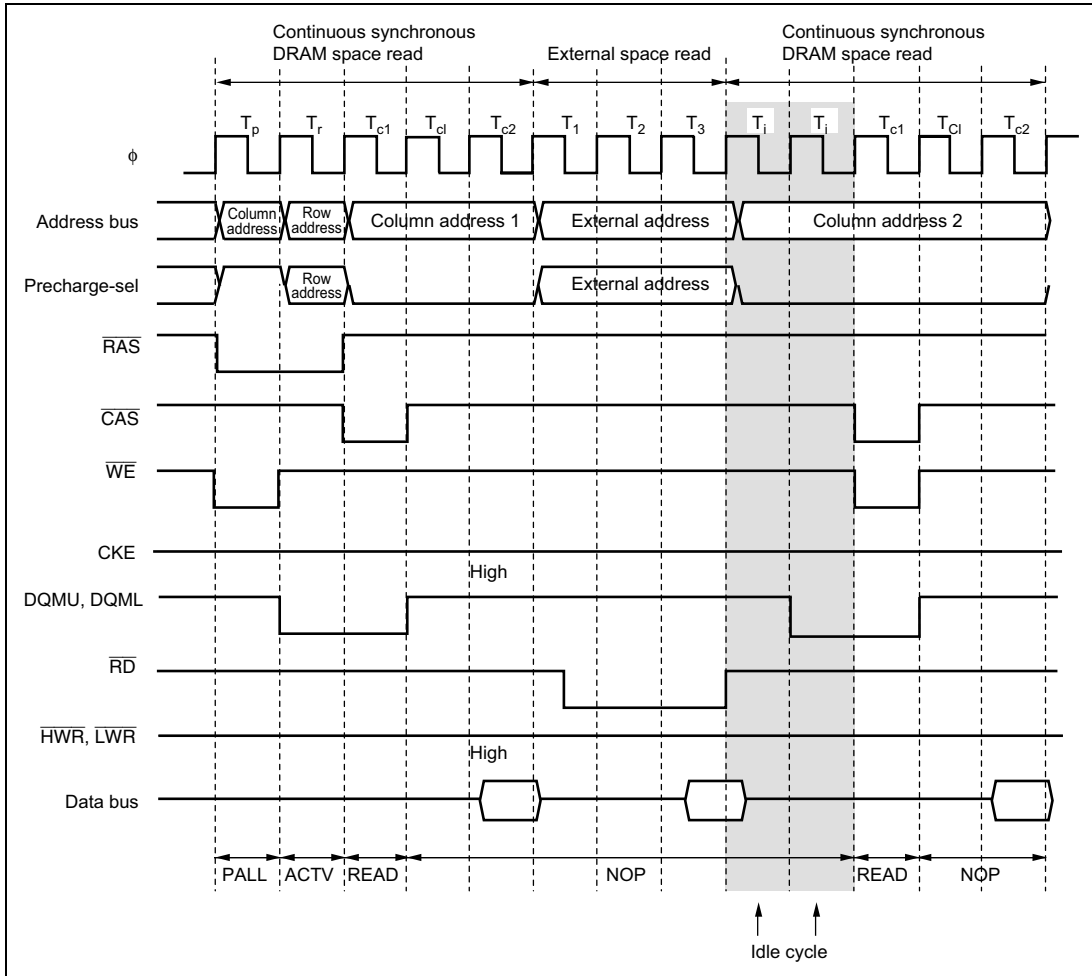 Continuous synchronous
DRAM space read
External space read
Continuous synchronous
DRAM space read
Tp Tr Tc1 Tcl Tc2 T1 T2 T3 Ti Ti Tc1 TCl Tc2
ϕ
Address bus
Column
address
Row
address
Column address 1
External address
Column address 2
Precharge-sel
Row
address
External address
RAS
CAS
WE
CKE
High
DQMU, DQML
RD
HWR, LWR
High
Data bus
PALL ACTV READ NOP READ NOP
Idle cycle